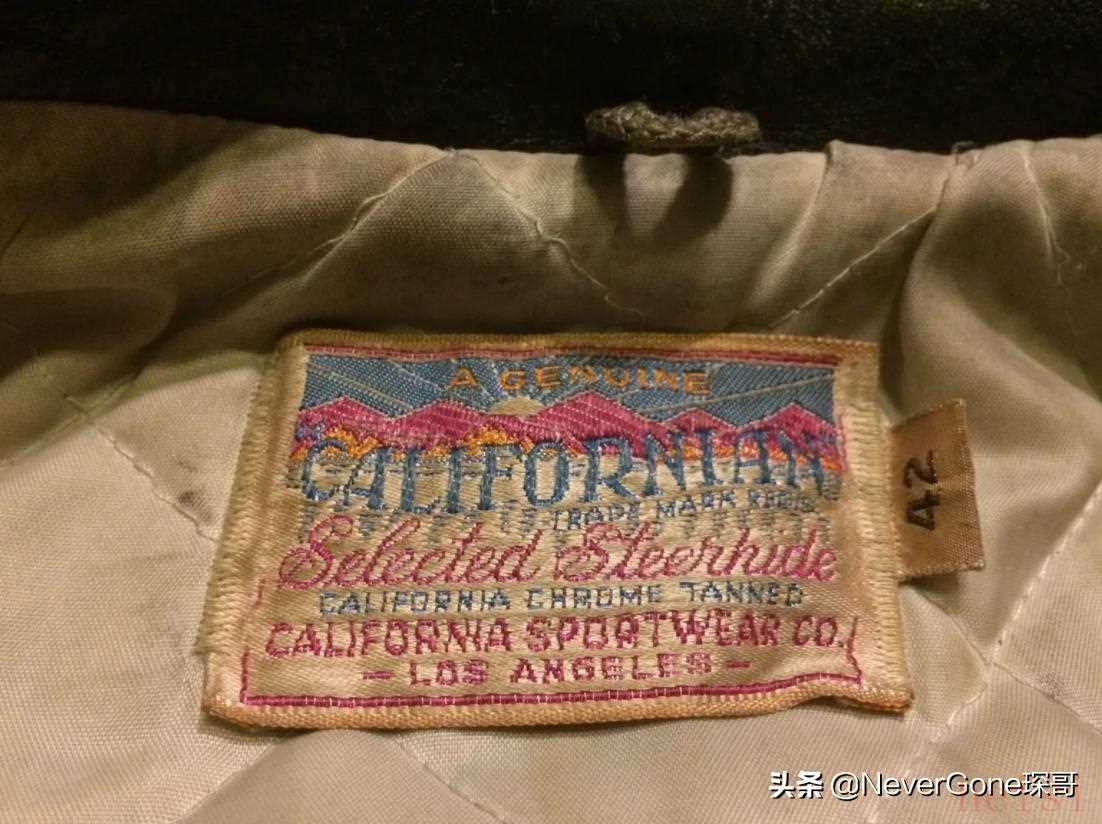 A GENUINE
CALIFORNIAN
TRADE MARK REGIS
Selected Steerhide
CALIFORNIA CHROME TANNED
CALIFORNIA SPORTWEAR CO.
- LOS ANGELES -
42
头条 @NeverGone琛哥